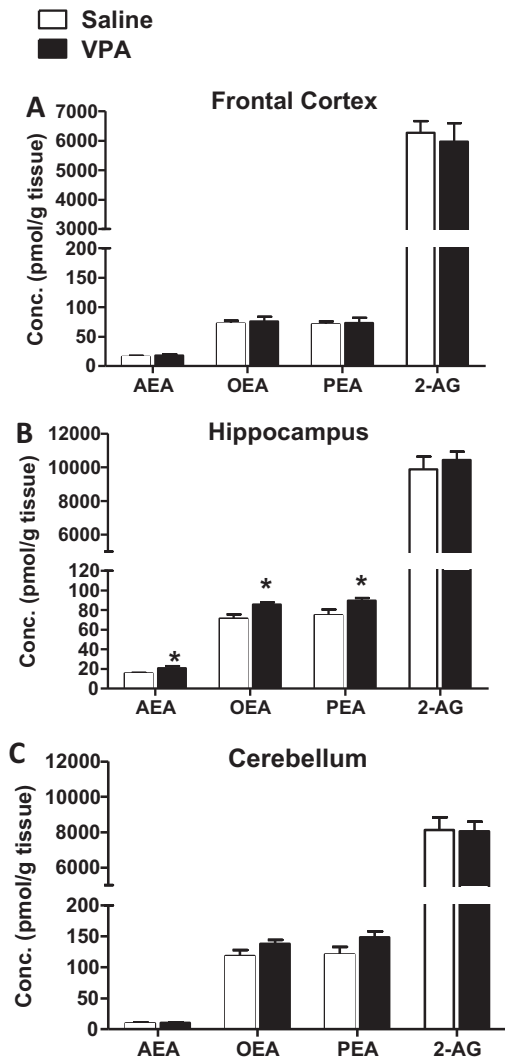 Saline
VPA
A
Frontal Cortex
Conc. (pmol/g tissue)
7000
6000
5000
4000
3000
200
150
100
50
0
AEA OEA PEA 2-AG
B
Hippocampus
Conc. (pmol/g tissue)
12000
10000
8000
6000
120
100
80
60
40
20
0
* * *
AEA OEA PEA 2-AG
C
Cerebellum
Conc. (pmol/g tissue)
12000
10000
8000
6000
200
150
100
50
0
AEA OEA PEA 2-AG